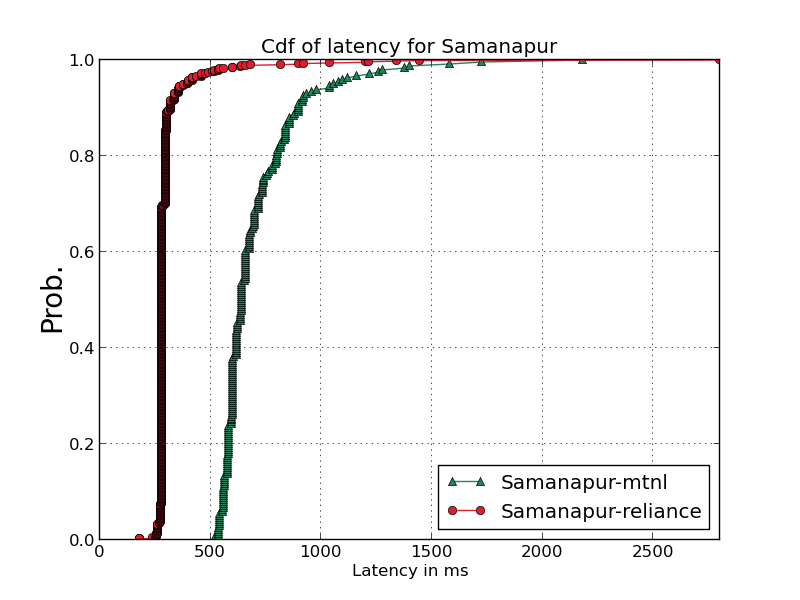 Cdf of latency for Samanapur
1.0
0.8
0.6
0.4
0.2
0.0
Prob.
0 500 1000 1500 2000 2500
Latency in ms
Samanapur-mtnl
Samanapur-reliance